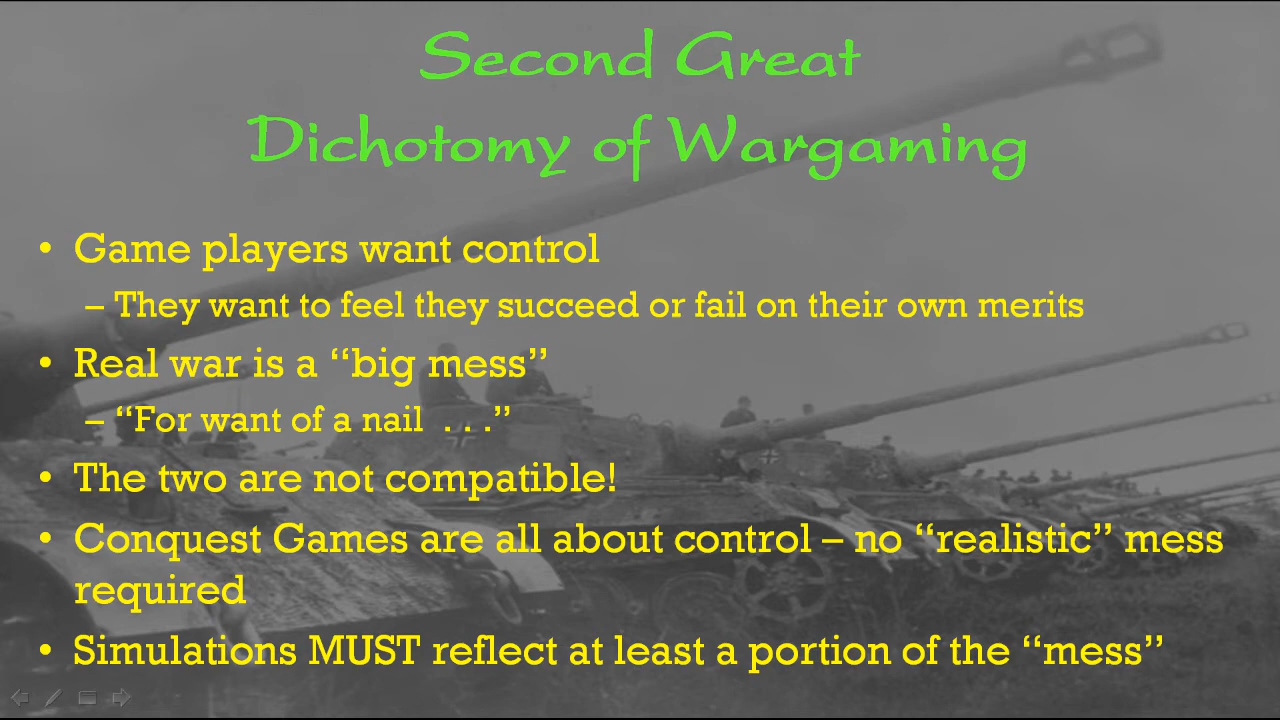 Second Great
Dichotomy of Wargaming
• Game players want control
– They want to feel they succeed or fail on their own merits
• Real war is a “big mess”
– “For want of a nail . . .”
• The two are not compatible!
• Conquest Games are all about control – no “realistic” mess
required
• Simulations MUST reflect at least a portion of the “mess”